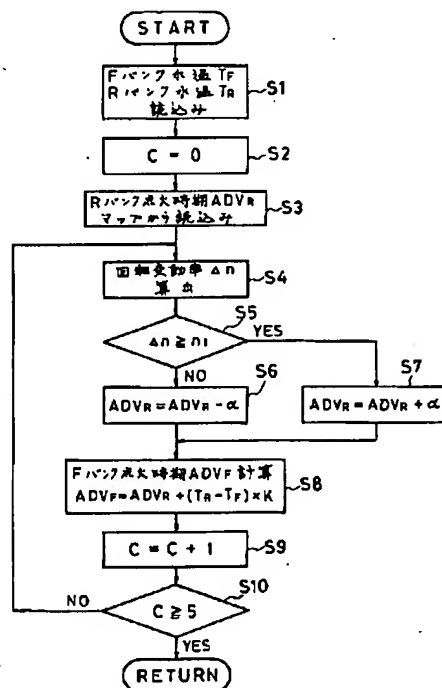 START
Fバンク水温TF
Rバンク水温TR
読込み
S1
C = 0
S2
Rバンク点火時期ADVR
マップから読込み
S3
回転変動率 Δn
算出
S4
S5
Δn ≧ n1
YES
NO
S6
ADVR=ADVR-α
S7
ADVR=ADVR+α
Fバンク点火時期ADVF計算
ADVF=ADVR+(TR-TF)×K
S8
C = C + 1
S9
S10
NO
C ≧ 5
YES
RETURN